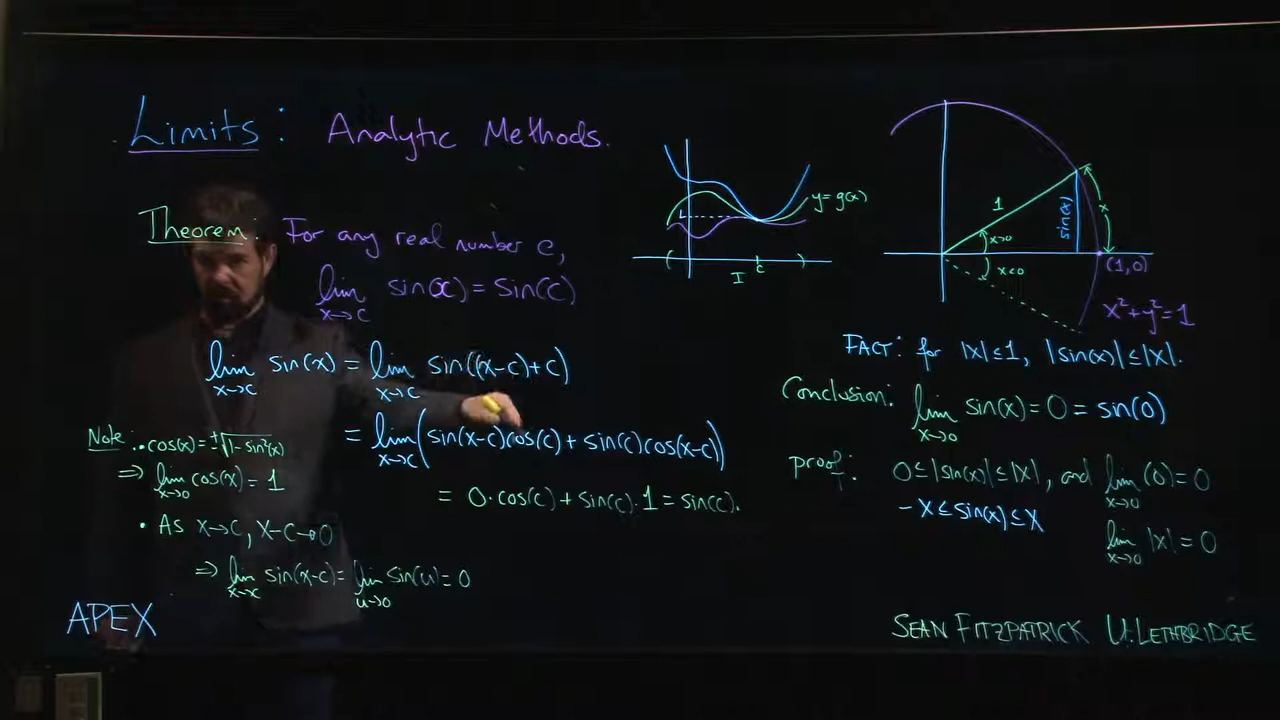 Limits: Analytic Methods.
Theorem: For any real number c,
lim x→c sin(x) = sin(c)
lim x→c sin(x) = lim x→c sin((x-c)+c)
= lim x→c (sin(x-c)cos(c) + sin(c)cos(x-c))
= 0·cos(c) + sin(c)·1 = sin(c).
Note: • cos(x) = ±√1-sin²(x)
⇒ lim x→0 cos(x) = 1
• As x→c, x-c→0
⇒ lim x→c sin(x-c) = lim u→0 sin(u) = 0
APEX
y=g(x)
L
( I c )
1
sin(x)
x
x>0
x<0
(1,0)
x²+y²=1
FACT: for |x|≤1, |sin(x)|≤|x|.
Conclusion: lim x→0 sin(x) = 0 = sin(0)
proof: 0≤|sin(x)|≤|x|, and lim x→0 (0) = 0
-x≤sin(x)≤x
lim x→0 |x| = 0
SEAN FITZPATRICK U. LETHBRIDGE